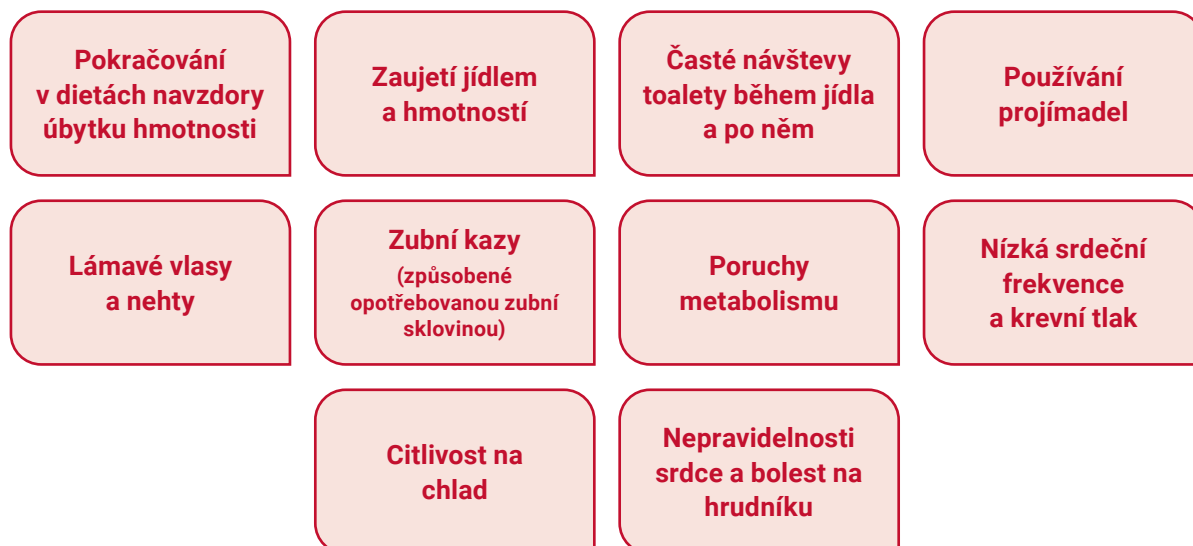 Pokračování
v dietách navzdory
úbytku hmotnosti
Zaujetí jídlem
a hmotností
Časté návštevy
toalety během jídla
a po něm
Používání
projímadel
Lámavé vlasy
a nehty
Zubní kazy
(způsobené
opotřebovanou zubní
sklovinou)
Poruchy
metabolismu
Nízká srdeční
frekvence
a krevní tlak
Citlivost na
chlad
Nepravidelnosti
srdce a bolest na
hrudníku